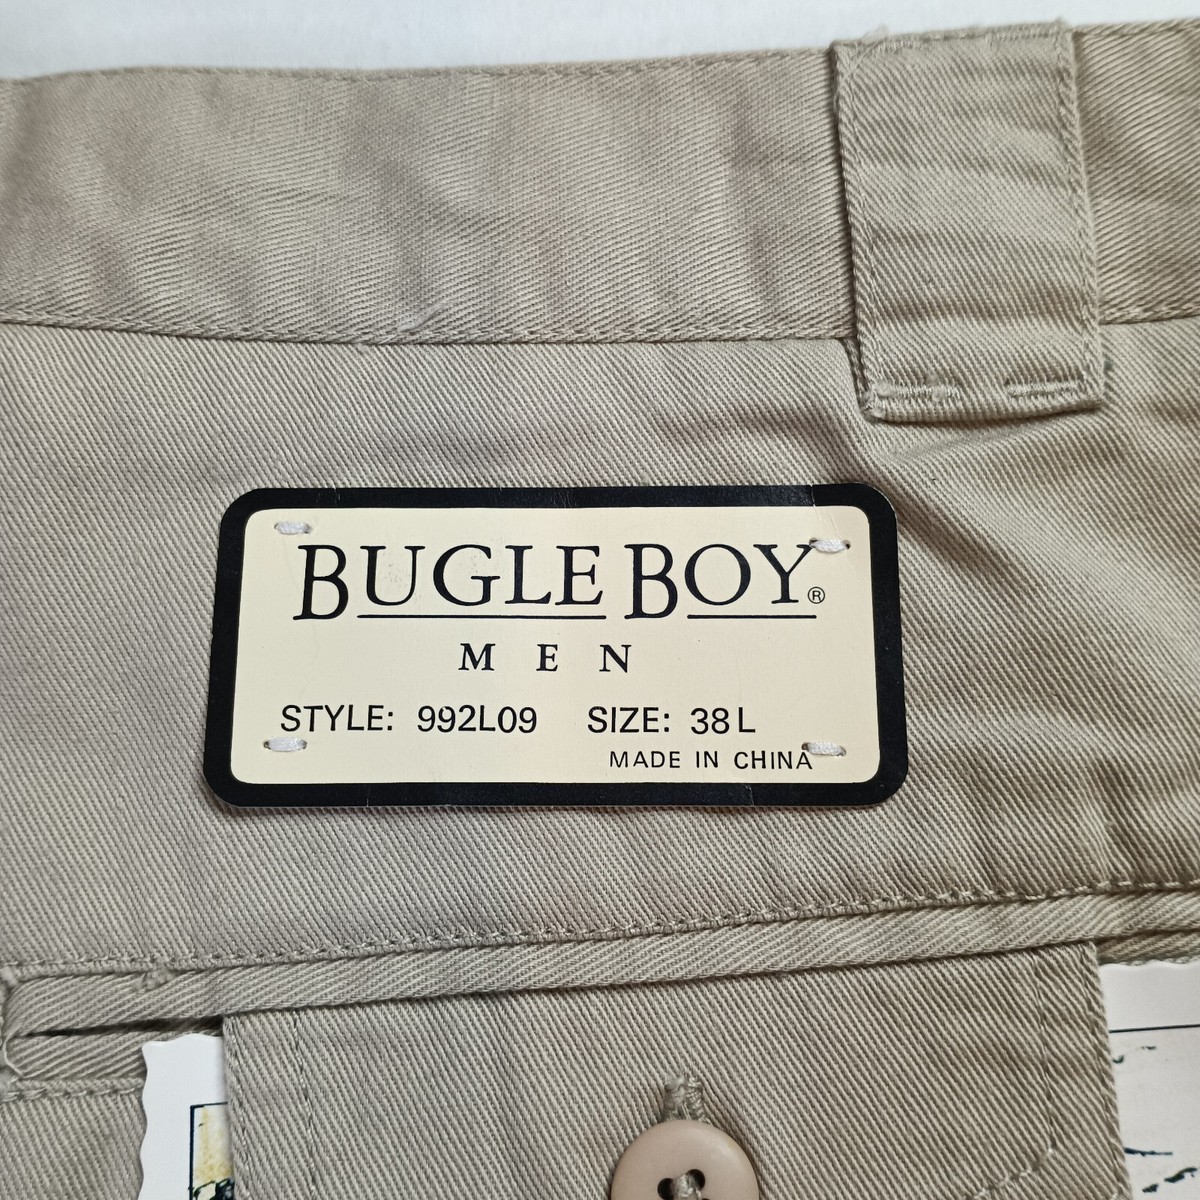 BUGLE BOY®
MEN
STYLE: 992L09 SIZE: 38L
MADE IN CHINA